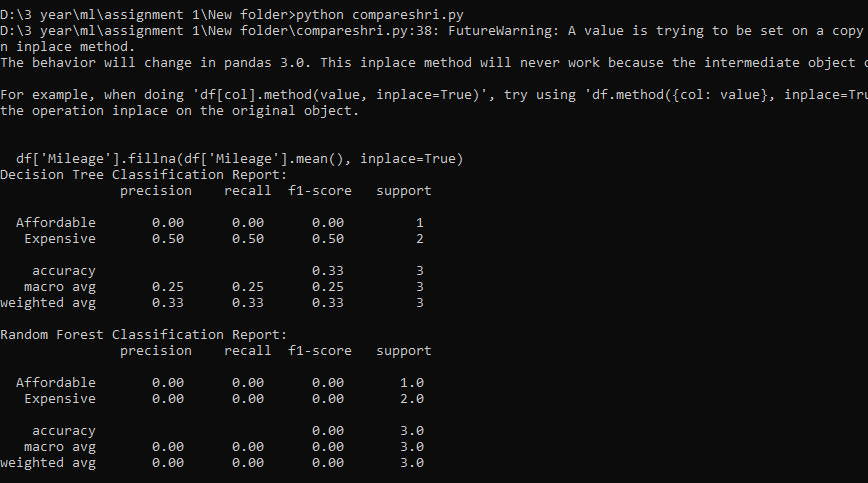 D:\3 year\ml\assignment 1\New folder>python compareshri.py
D:\3 year\ml\assignment 1\New folder\compareshri.py:38: FutureWarning: A value is trying to be set on a copy
n inplace method.
The behavior will change in pandas 3.0. This inplace method will never work because the intermediate object
For example, when doing 'df[col].method(value, inplace=True)', try using 'df.method({col: value}, inplace=Tru
the operation inplace on the original object.
df['Mileage'].fillna(df['Mileage'].mean(), inplace=True)
Decision Tree Classification Report:
precision recall f1-score support
Affordable 0.00 0.00 0.00 1
Expensive 0.50 0.50 0.50 2
accuracy 0.33 3
macro avg 0.25 0.25 0.25 3
weighted avg 0.33 0.33 0.33 3
Random Forest Classification Report:
precision recall f1-score support
Affordable 0.00 0.00 0.00 1.0
Expensive 0.00 0.00 0.00 2.0
accuracy 0.00 3.0
macro avg 0.00 0.00 0.00 3.0
weighted avg 0.00 0.00 0.00 3.0